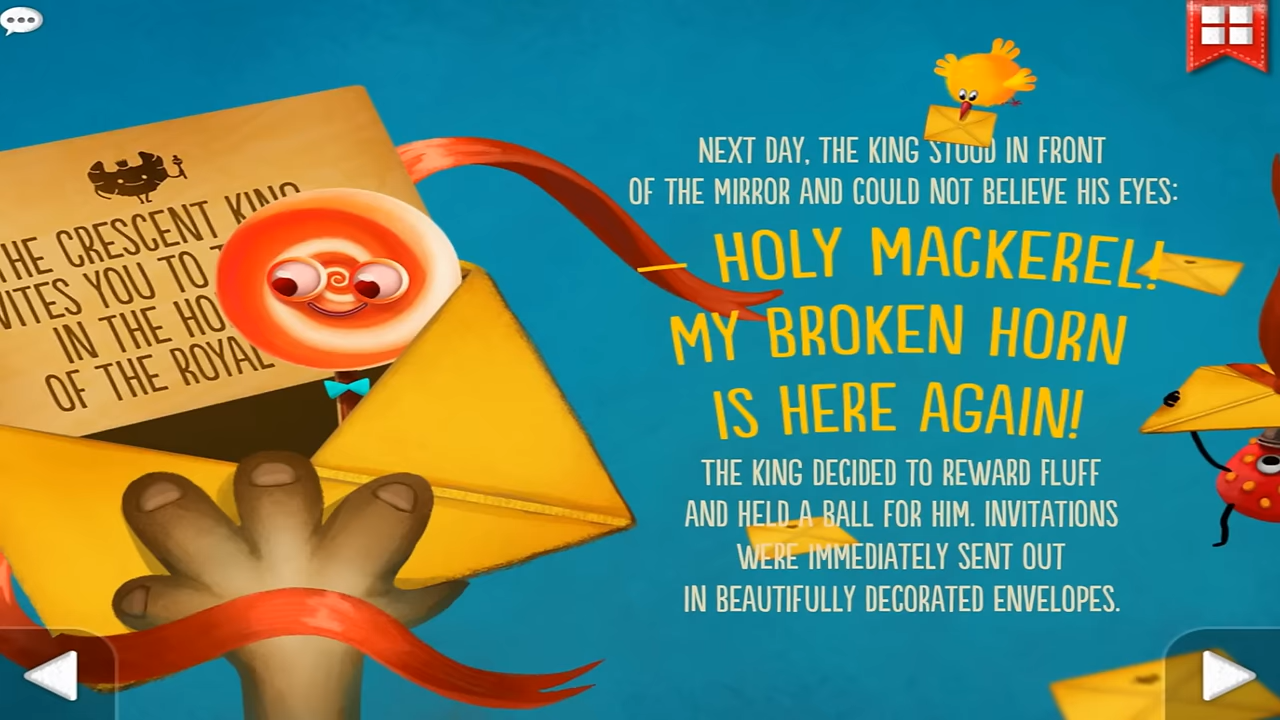 THE CRESCENT KING
VITES YOU TO
IN THE HO
OF THE ROYAL
NEXT DAY, THE KING STOOD IN FRONT
OF THE MIRROR AND COULD NOT BELIEVE HIS EYES:
— HOLY MACKEREL!
MY BROKEN HORN
IS HERE AGAIN!
THE KING DECIDED TO REWARD FLUFF
AND HELD A BALL FOR HIM. INVITATIONS
WERE IMMEDIATELY SENT OUT
IN BEAUTIFULLY DECORATED ENVELOPES.